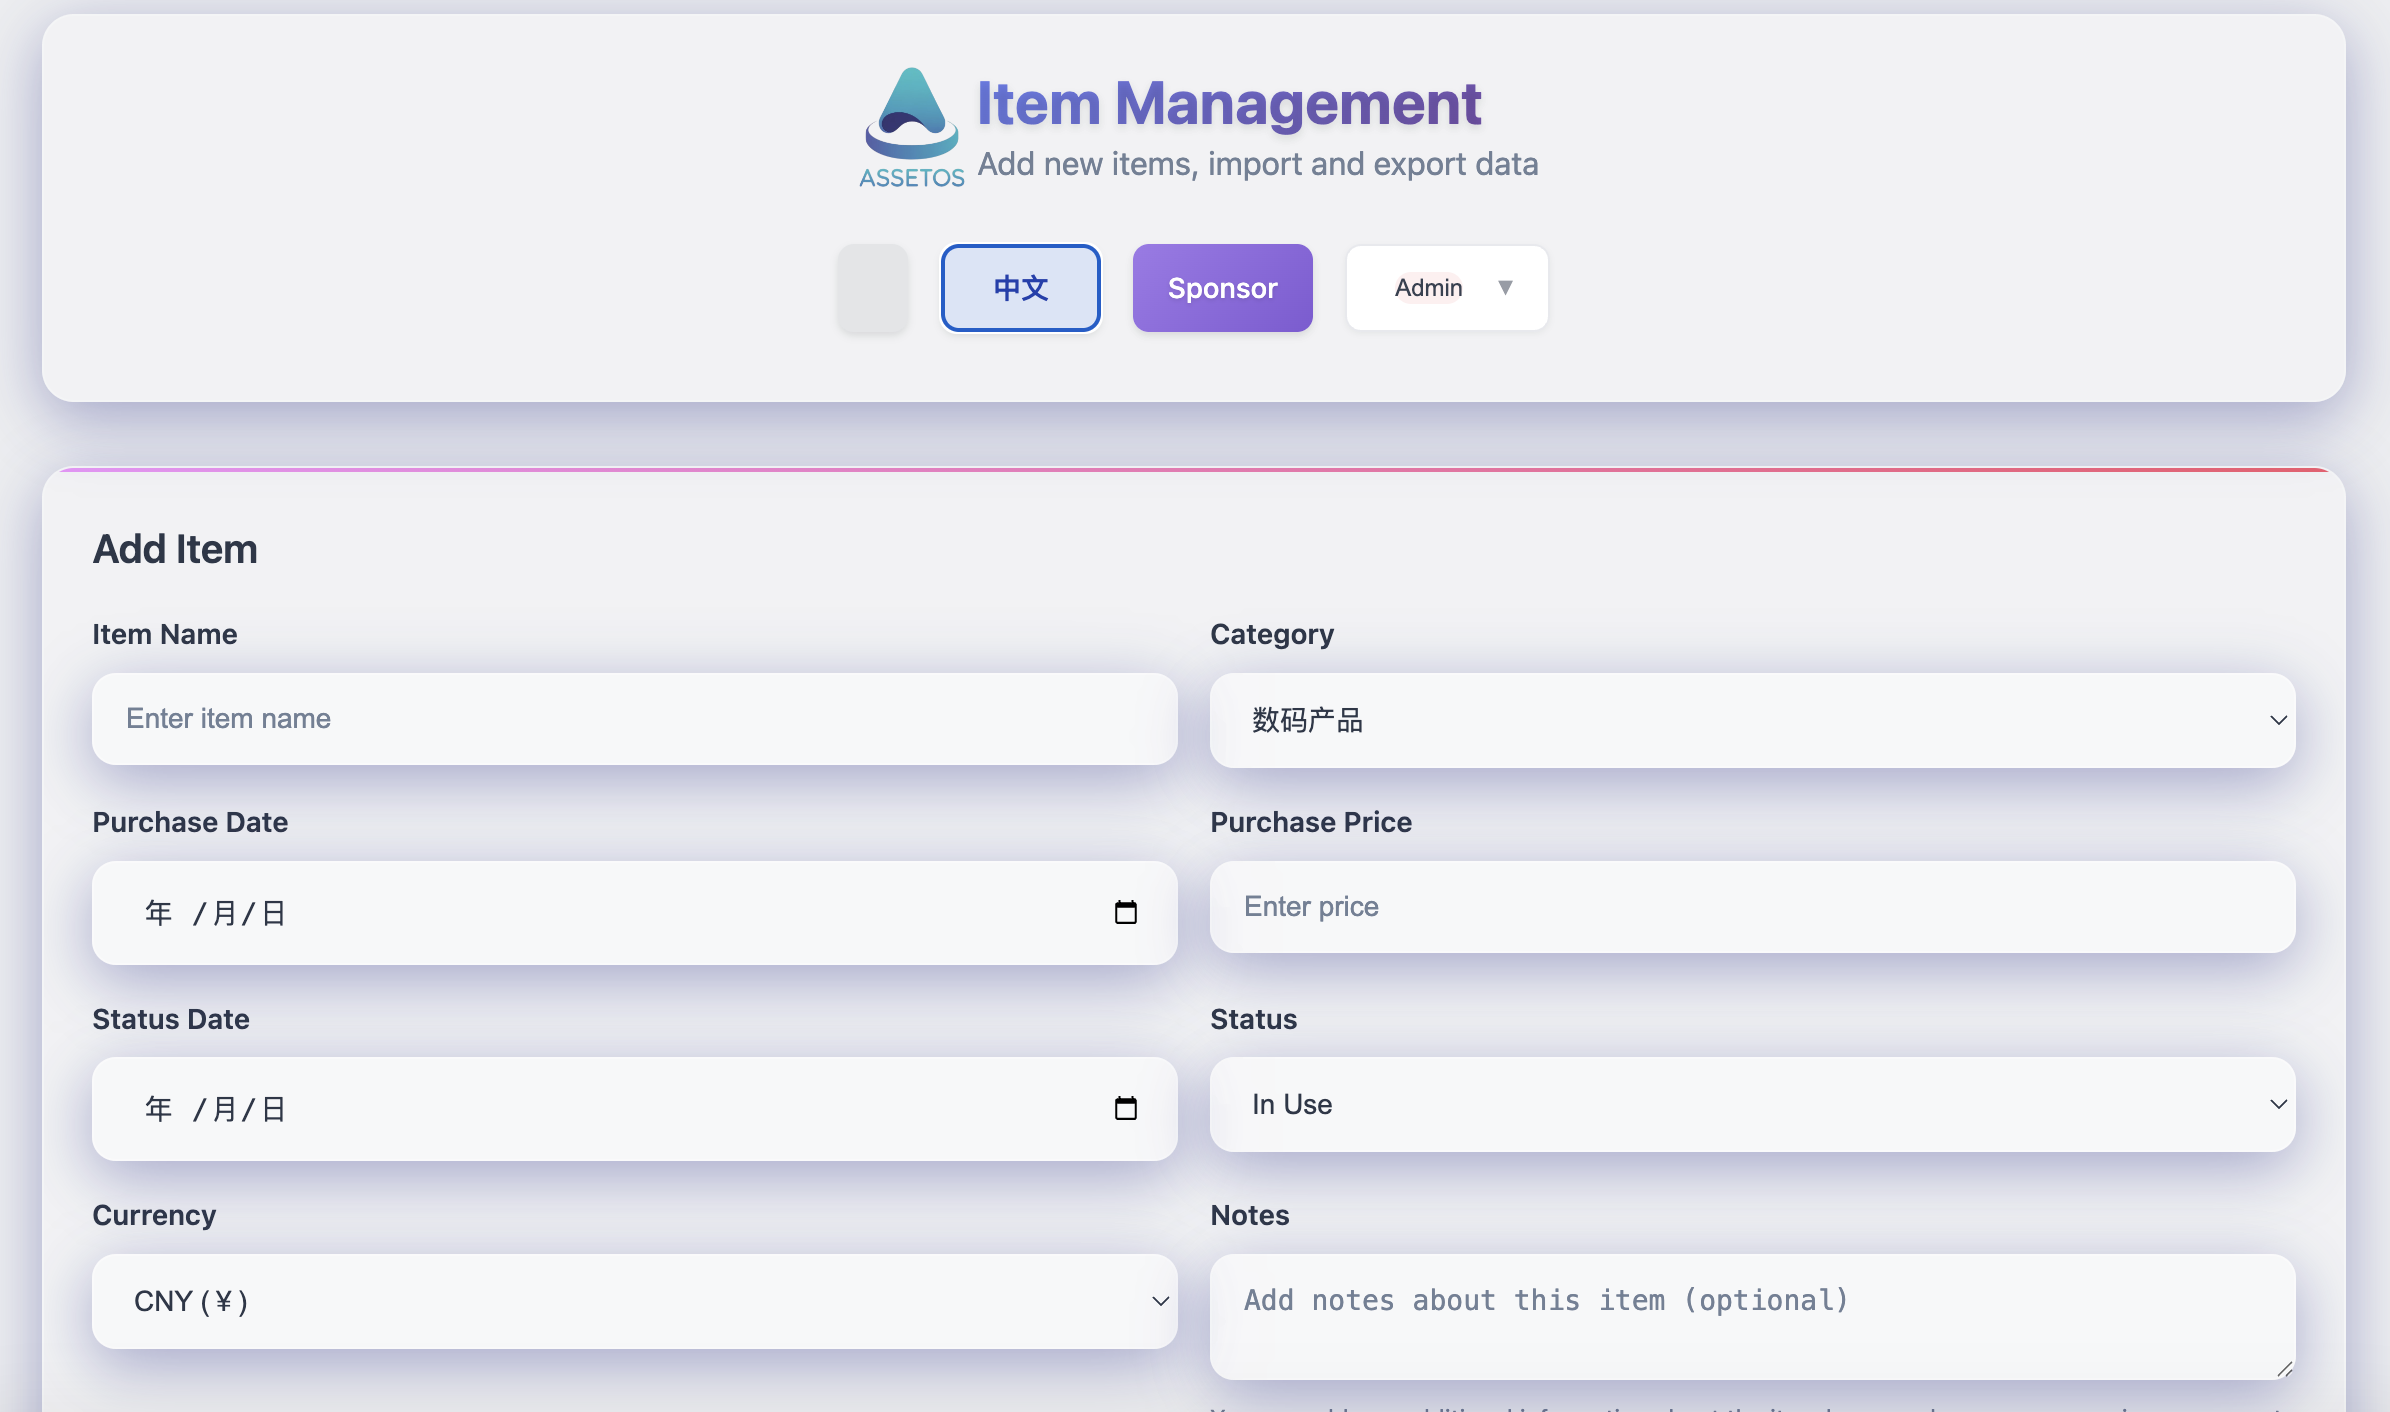 Item Management
Add new items, import and export data
ASSETOS
中文
Sponsor
Admin ▼
Add Item
Item Name
Category
Enter item name
数码产品
Purchase Date
Purchase Price
年 /月/日
Enter price
Status Date
Status
年 /月/日
In Use
Currency
Notes
CNY (¥)
Add notes about this item (optional)